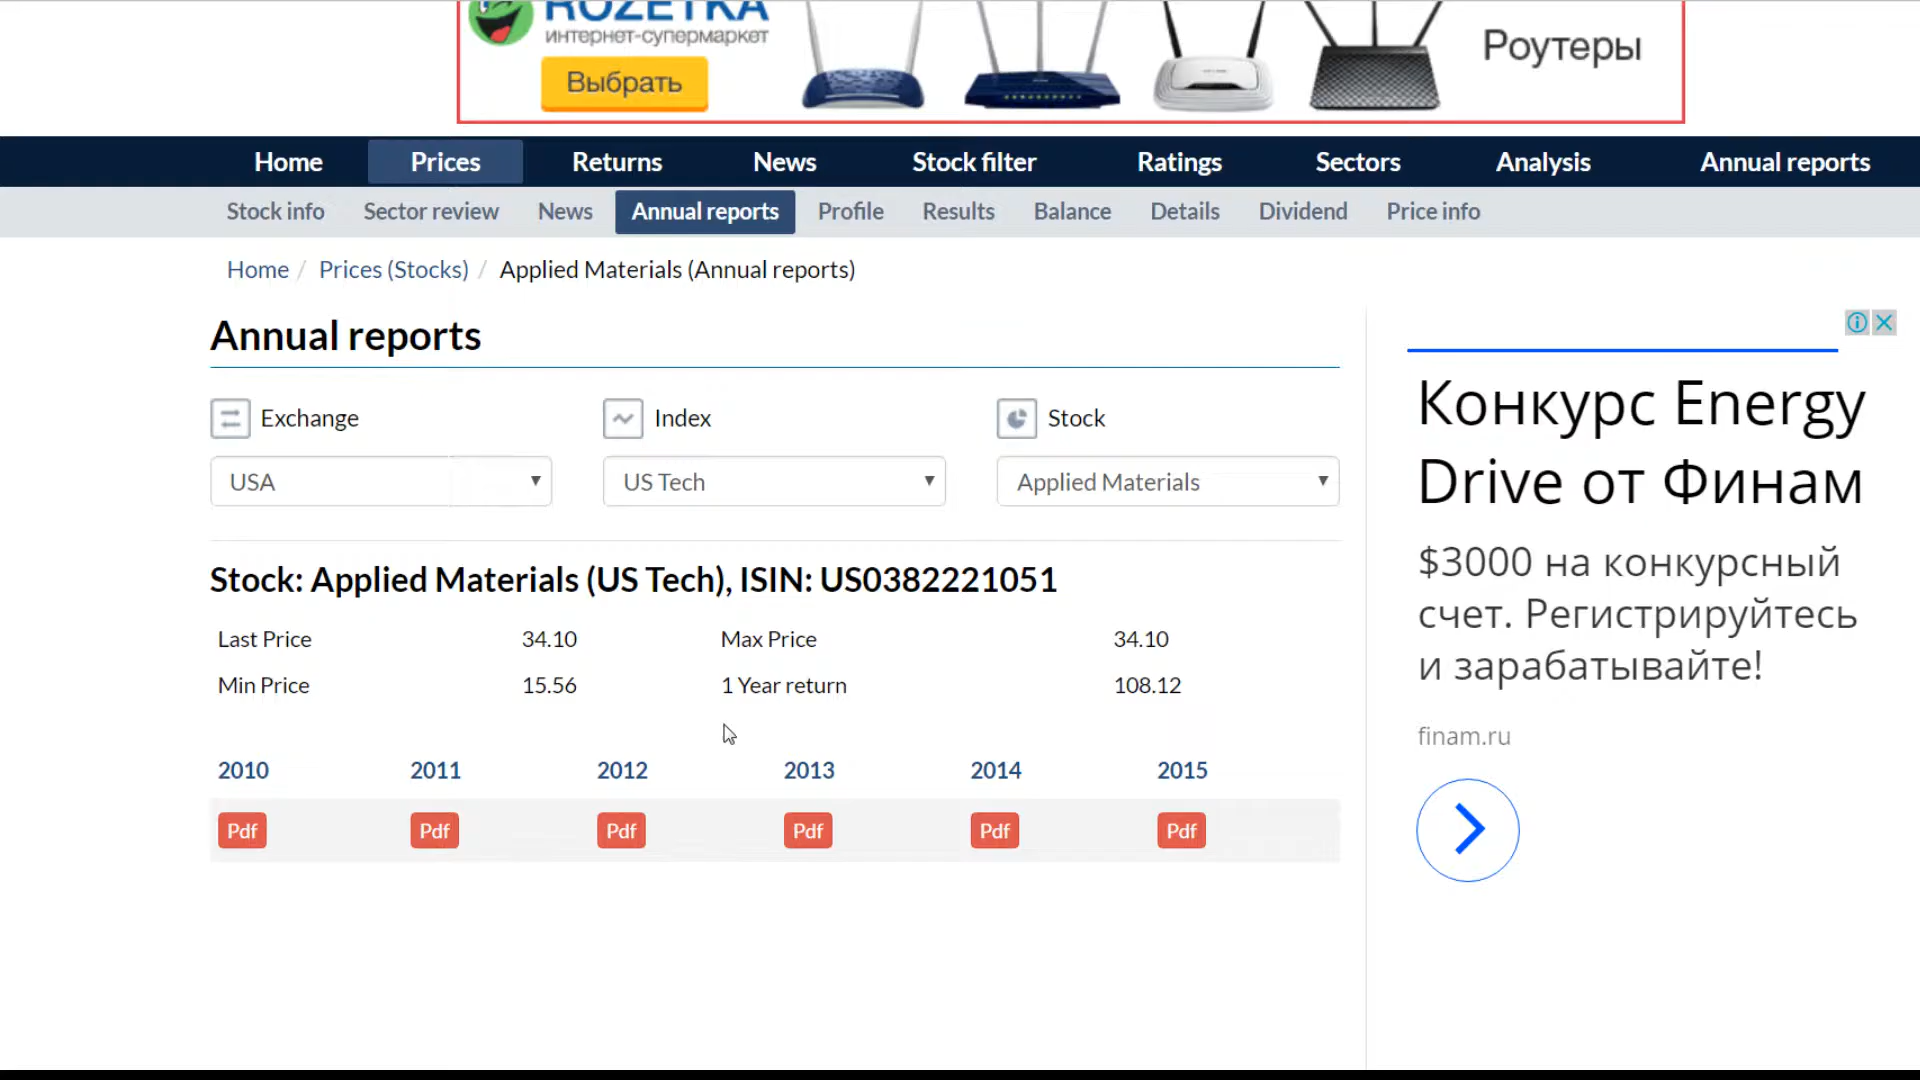 ROZETKA
интернет-супермаркет
Выбрать
Роутеры
Home Prices Returns News Stock filter Ratings Sectors Analysis Annual reports
Stock info Sector review News Annual reports Profile Results Balance Details Dividend Price info
Home / Prices (Stocks) / Applied Materials (Annual reports)
Annual reports
Exchange Index Stock
USA US Tech Applied Materials
Stock: Applied Materials (US Tech), ISIN: US0382221051
Last Price 34.10 Max Price 34.10
Min Price 15.56 1 Year return 108.12
2010 2011 2012 2013 2014 2015
Pdf Pdf Pdf Pdf Pdf Pdf
Конкурс Energy
Drive от Финам
$3000 на конкурсный
счет. Регистрируйтесь
и зарабатывайте!
finam.ru